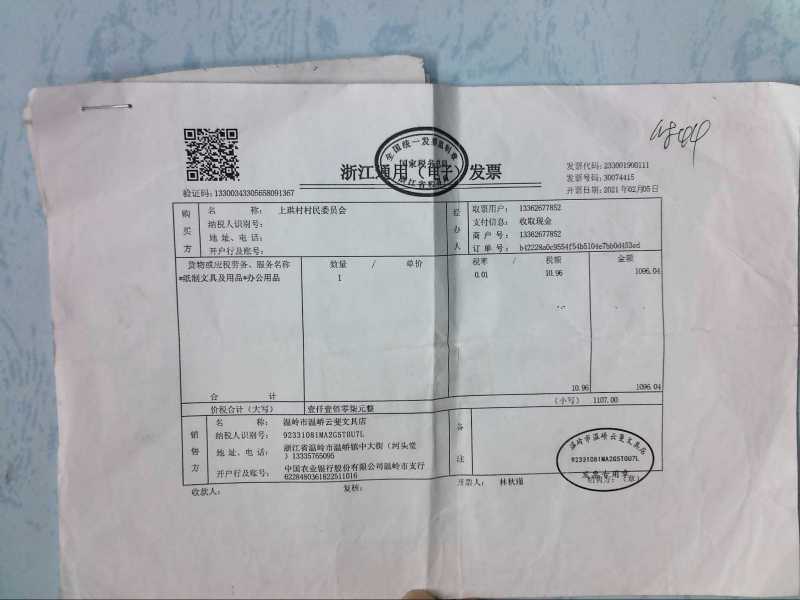 浙江通用（电子）发票
全国统一发票监制章
国家税务总局
浙江省税务局
发票代码: 233001900111
发票号码: 30074415
开票日期: 2021年02月05日
验证码: 13300343305658091367
购买方
名 称: 上珙村村民委员会
纳税人识别号:
地 址、电 话:
开户行及账号:
经办人
取票用户: 13362677852
支付信息: 收取现金
商 户 号: 13362677852
订 单 号: b42228a0c9554f54b5104e7bb0d453ed
货物或应税劳务、服务名称 数量 / 单价 税率 / 税额 金额
*纸制文具及用品*办公用品 1 0.01 10.96 1096.04
合 计 10.96 1096.04
价税合计（大写） 壹仟壹佰零柒元整 （小写） 1107.00
销售方
名 称: 温岭市温峤云斐文具店
纳税人识别号: 92331081MA2G5T0U7L
地 址、电 话: 浙江省温岭市温峤镇中大街（河头堂
）13335765095
开户行及账号: 中国农业银行股份有限公司温岭市支行
6228480361822511016
备注
温岭市温峤云斐文具店
92331081MA2G5T0U7L
发票专用章
收款人: 复核: 开票人: 林秋瑾 （章）